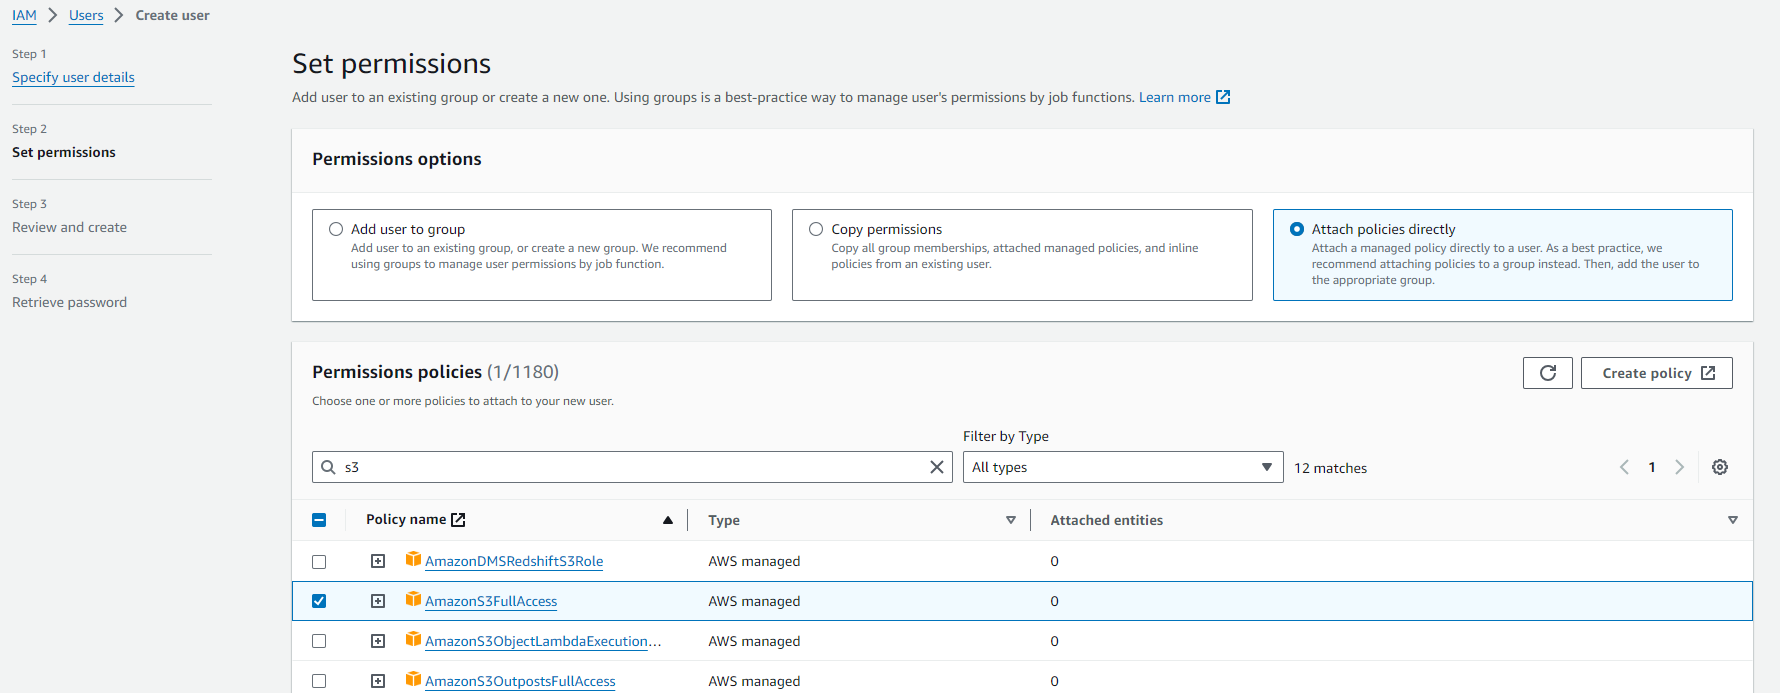 IAM > Users > Create user
Step 1
Specify user details
Step 2
Set permissions
Step 3
Review and create
Step 4
Retrieve password
Set permissions
Add user to an existing group or create a new one. Using groups is a best-practice way to manage user's permissions by job functions. Learn more
Permissions options
Add user to group
Add user to an existing group, or create a new group. We recommend
using groups to manage user permissions by job function.
Copy permissions
Copy all group memberships, attached managed policies, and inline
policies from an existing user.
Attach policies directly
Attach a managed policy directly to a user. As a best practice, we
recommend attaching policies to a group instead. Then, add the user to
the appropriate group.
Permissions policies (1/1180)
Create policy
Choose one or more policies to attach to your new user.
Filter by Type
s3 All types 12 matches 1
Policy name Type Attached entities
AmazonDMSRedshiftS3Role AWS managed 0
AmazonS3FullAccess AWS managed 0
AmazonS3ObjectLambdaExecution... AWS managed 0
AmazonS3OutpostsFullAccess AWS managed 0